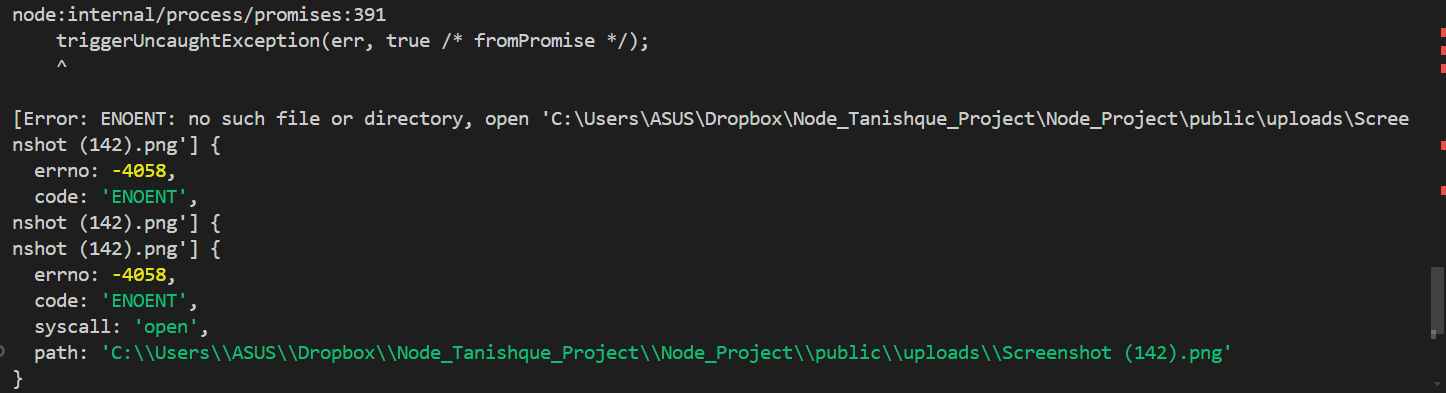 node:internal/process/promises:391
    triggerUncaughtException(err, true /* fromPromise */);
    ^

[Error: ENOENT: no such file or directory, open 'C:\Users\ASUS\Dropbox\Node_Tanishque_Project\Node_Project\public\uploads\Scree
nshot (142).png'] {
  errno: -4058,
  code: 'ENOENT',
nshot (142).png'] {
nshot (142).png'] {
  errno: -4058,
  code: 'ENOENT',
  syscall: 'open',
  path: 'C:\\Users\\ASUS\\Dropbox\\Node_Tanishque_Project\\Node_Project\\public\\uploads\\Screenshot (142).png'
}